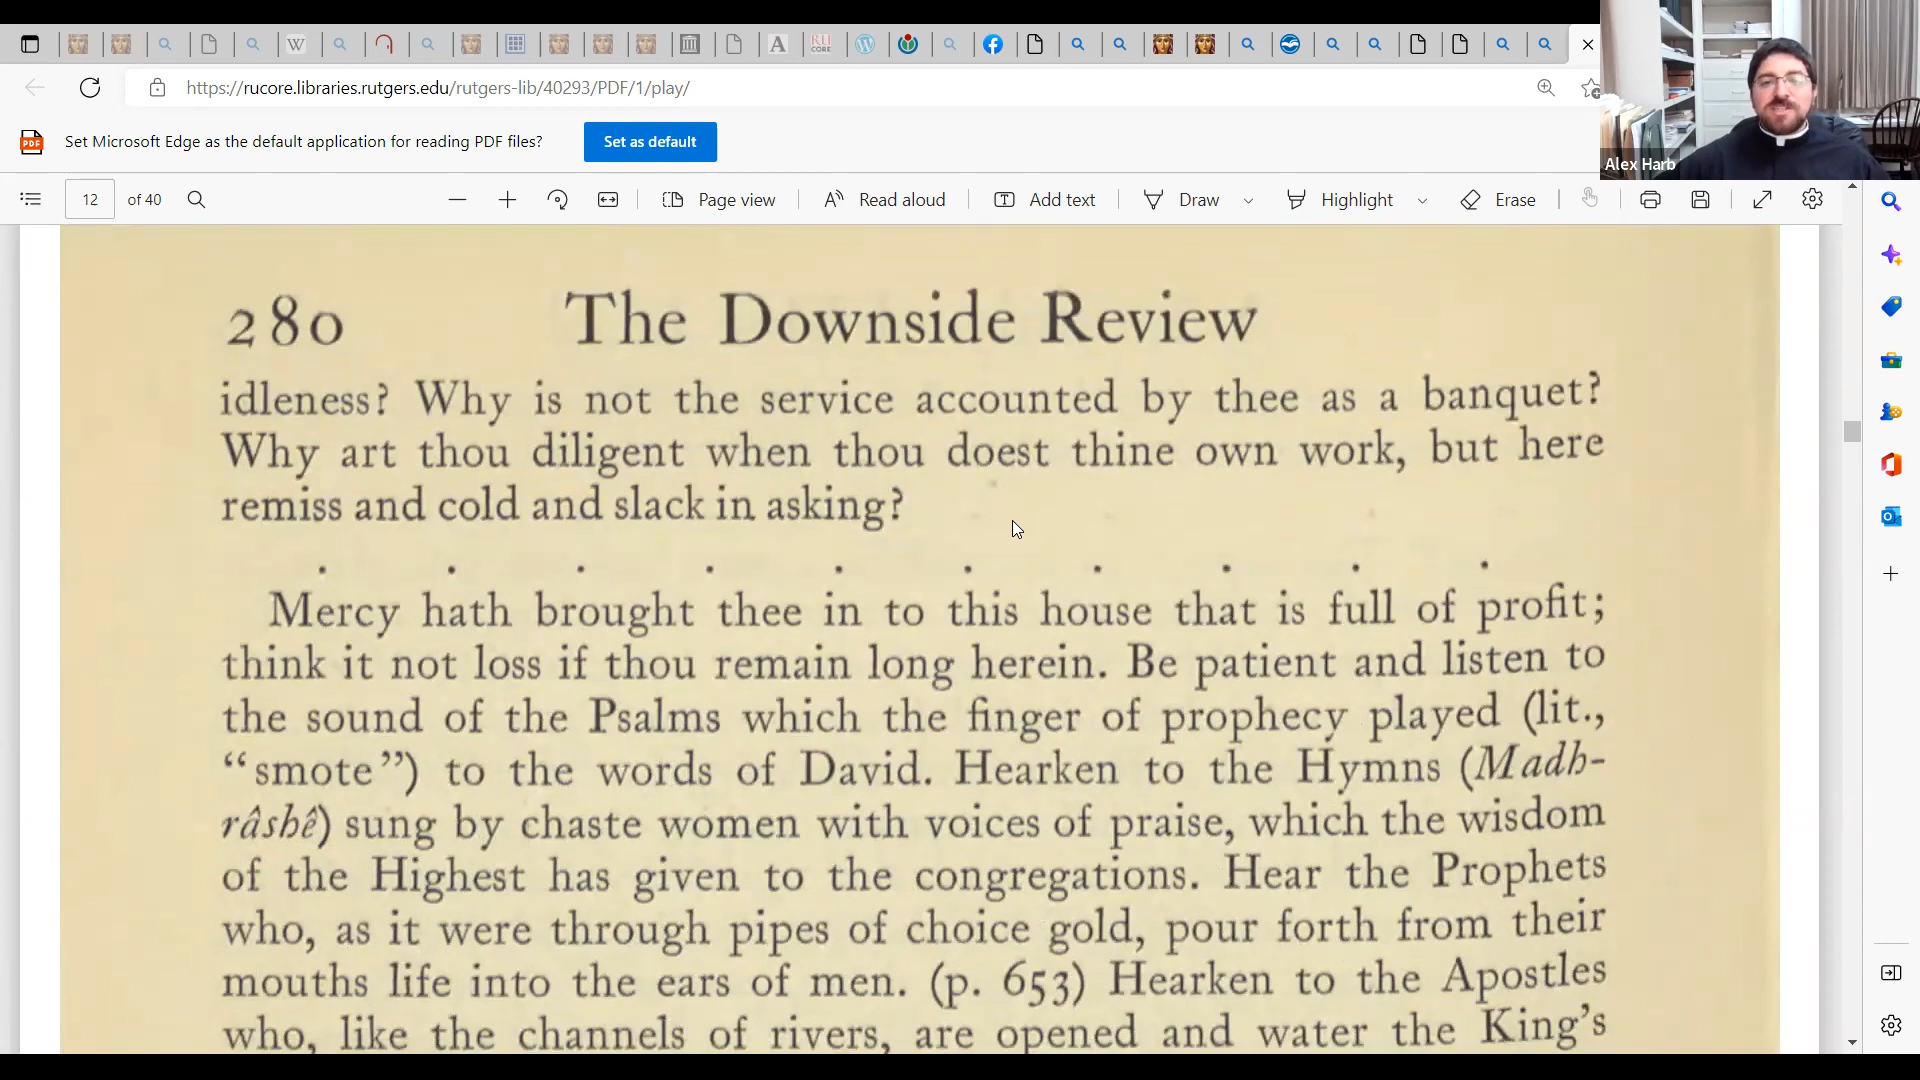 https://rucore.libraries.rutgers.edu/rutgers-lib/40293/PDF/1/play/
Set Microsoft Edge as the default application for reading PDF files?
Set as default
Alex Harb
12 of 40
Page view
Read aloud
Add text
Draw
Highlight
Erase
280 The Downside Review
idleness? Why is not the service accounted by thee as a banquet?
Why art thou diligent when thou doest thine own work, but here
remiss and cold and slack in asking?
. . . . . . . . . .
Mercy hath brought thee in to this house that is full of profit;
think it not loss if thou remain long herein. Be patient and listen to
the sound of the Psalms which the finger of prophecy played (lit.,
“smote”) to the words of David. Hearken to the Hymns (Madh-
râshê) sung by chaste women with voices of praise, which the wisdom
of the Highest has given to the congregations. Hear the Prophets
who, as it were through pipes of choice gold, pour forth from their
mouths life into the ears of men. (p. 653) Hearken to the Apostles
who, like the channels of rivers, are opened and water the King's